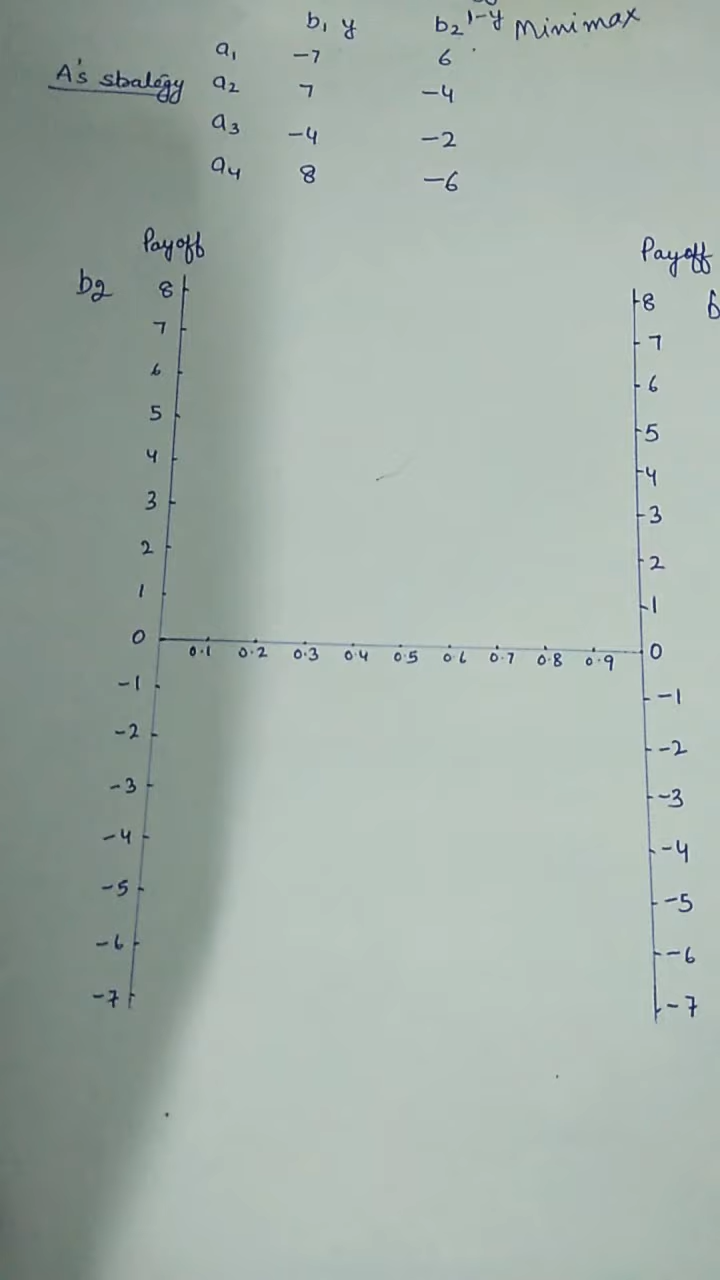 b₁ y b₂ 1-y Minimax
a₁ -7 6
A's stralegy a₂ 7 -4
a₃ -4 -2
a₄ 8 -6
Payoff Payoff
b2 8 8
7 7
6 6
5 5
4 4
3 3
2 2
1 1
0 0.1 0.2 0.3 0.4 0.5 0.6 0.7 0.8 0.9 0
-1 -1
-2 -2
-3 -3
-4 -4
-5 -5
-6 -6
-7 -7